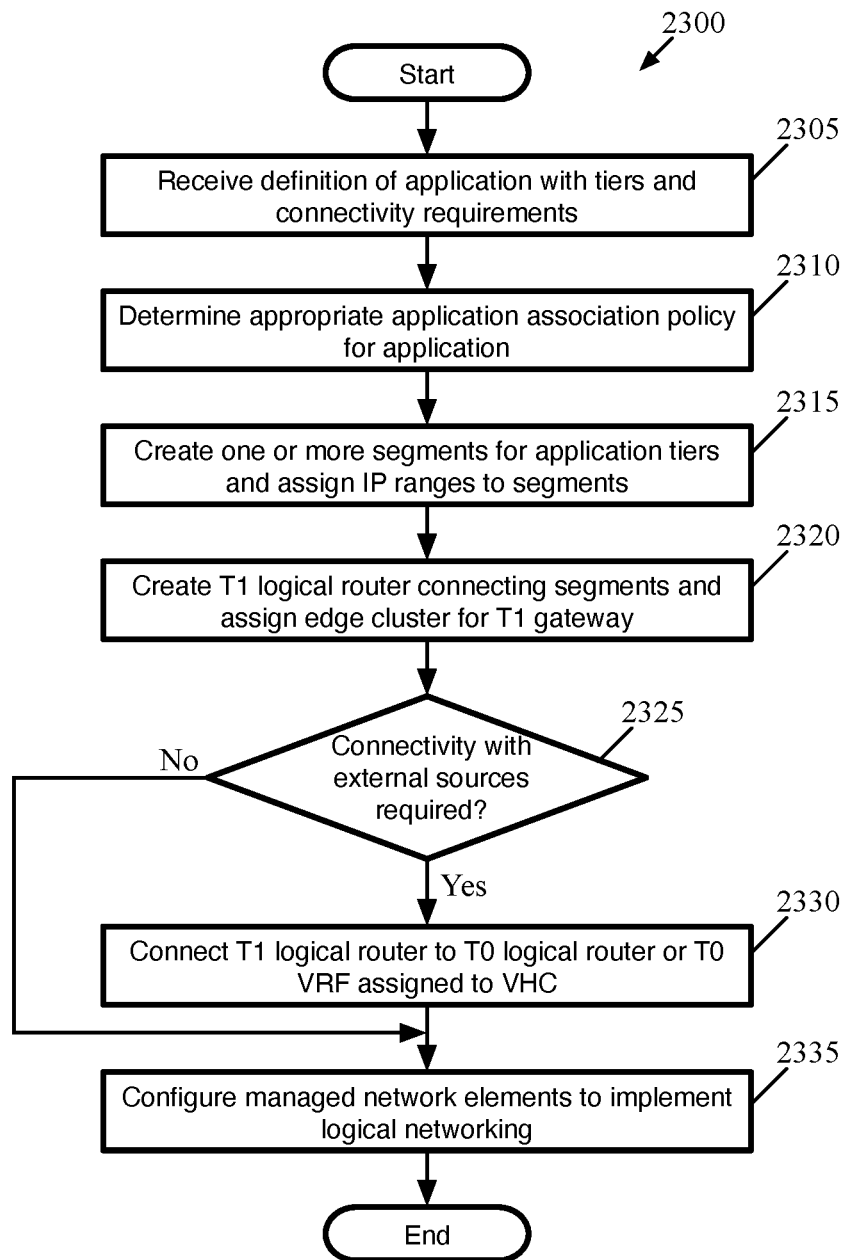 2300
Start
2305
Receive definition of application with tiers and
connectivity requirements
2310
Determine appropriate application association policy
for application
2315
Create one or more segments for application tiers
and assign IP ranges to segments
2320
Create T1 logical router connecting segments and
assign edge cluster for T1 gateway
2325
Connectivity with
external sources
required?
No
Yes
2330
Connect T1 logical router to T0 logical router or T0
VRF assigned to VHC
2335
Configure managed network elements to implement
logical networking
End